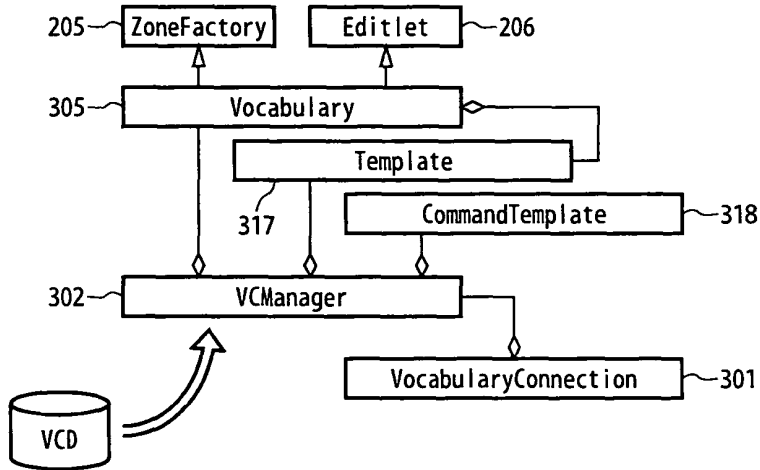 205 ZoneFactory Editlet 206
305 Vocabulary
Template
317 CommandTemplate 318
302 VCManager
VocabularyConnection 301
VCD